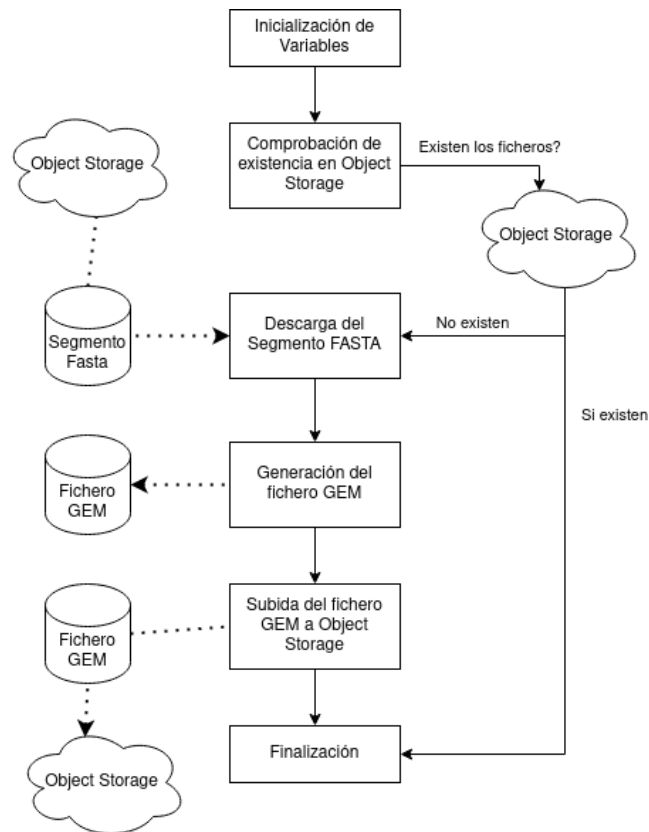 Inicialización de
Variables
Object Storage
Comprobación de
existencia en Object
Storage
Existen los ficheros?
Object Storage
Segmento
Fasta
Descarga del
Segmento FASTA
No existen
Si existen
Fichero
GEM
Generación del
fichero GEM
Fichero
GEM
Subida del fichero
GEM a Object
Storage
Object Storage
Finalización